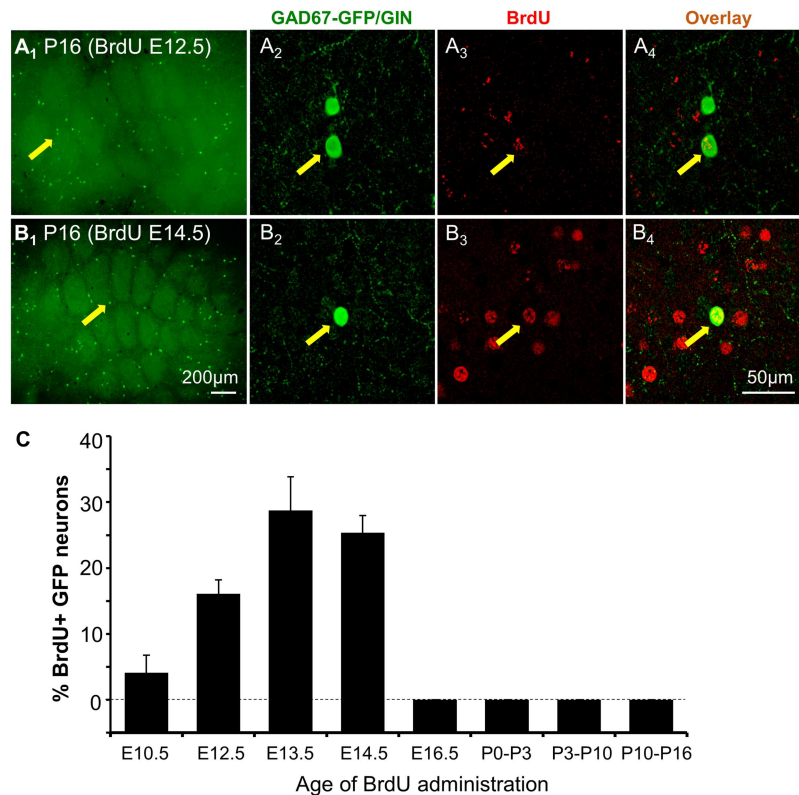 GAD67-GFP/GIN BrdU Overlay
A1 P16 (BrdU E12.5) A2 A3 A4
B1 P16 (BrdU E14.5) B2 B3 B4
200µm 50µm
C
40
30
20
10
0
% BrdU+ GFP neurons
E10.5 E12.5 E13.5 E14.5 E16.5 P0-P3 P3-P10 P10-P16
Age of BrdU administration